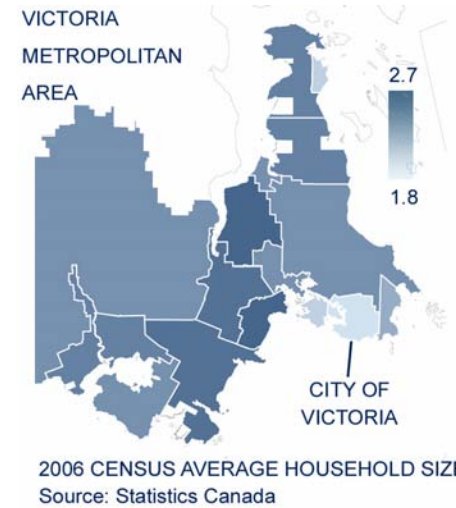 VICTORIA
METROPOLITAN
AREA
2.7
1.8
CITY OF
VICTORIA
2006 CENSUS AVERAGE HOUSEHOLD SIZ
Source: Statistics Canada